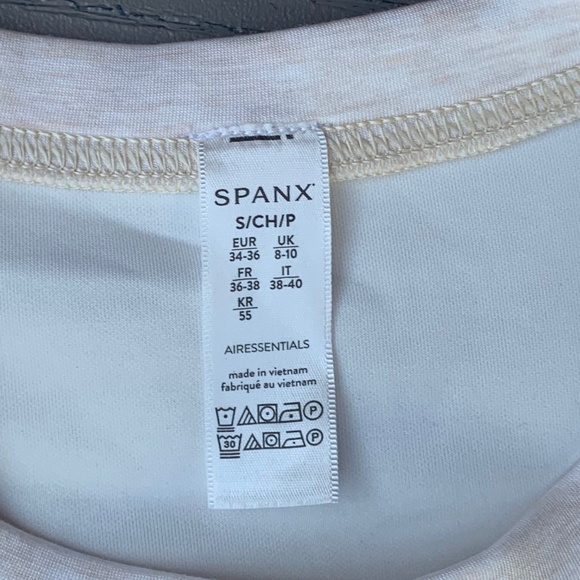 SPANX
S/CH/P
EUR UK
34-36 8-10
FR IT
36-38 38-40
KR
55
AIRESSENTIALS
made in vietnam
fabriqué au vietnam
P
30 P